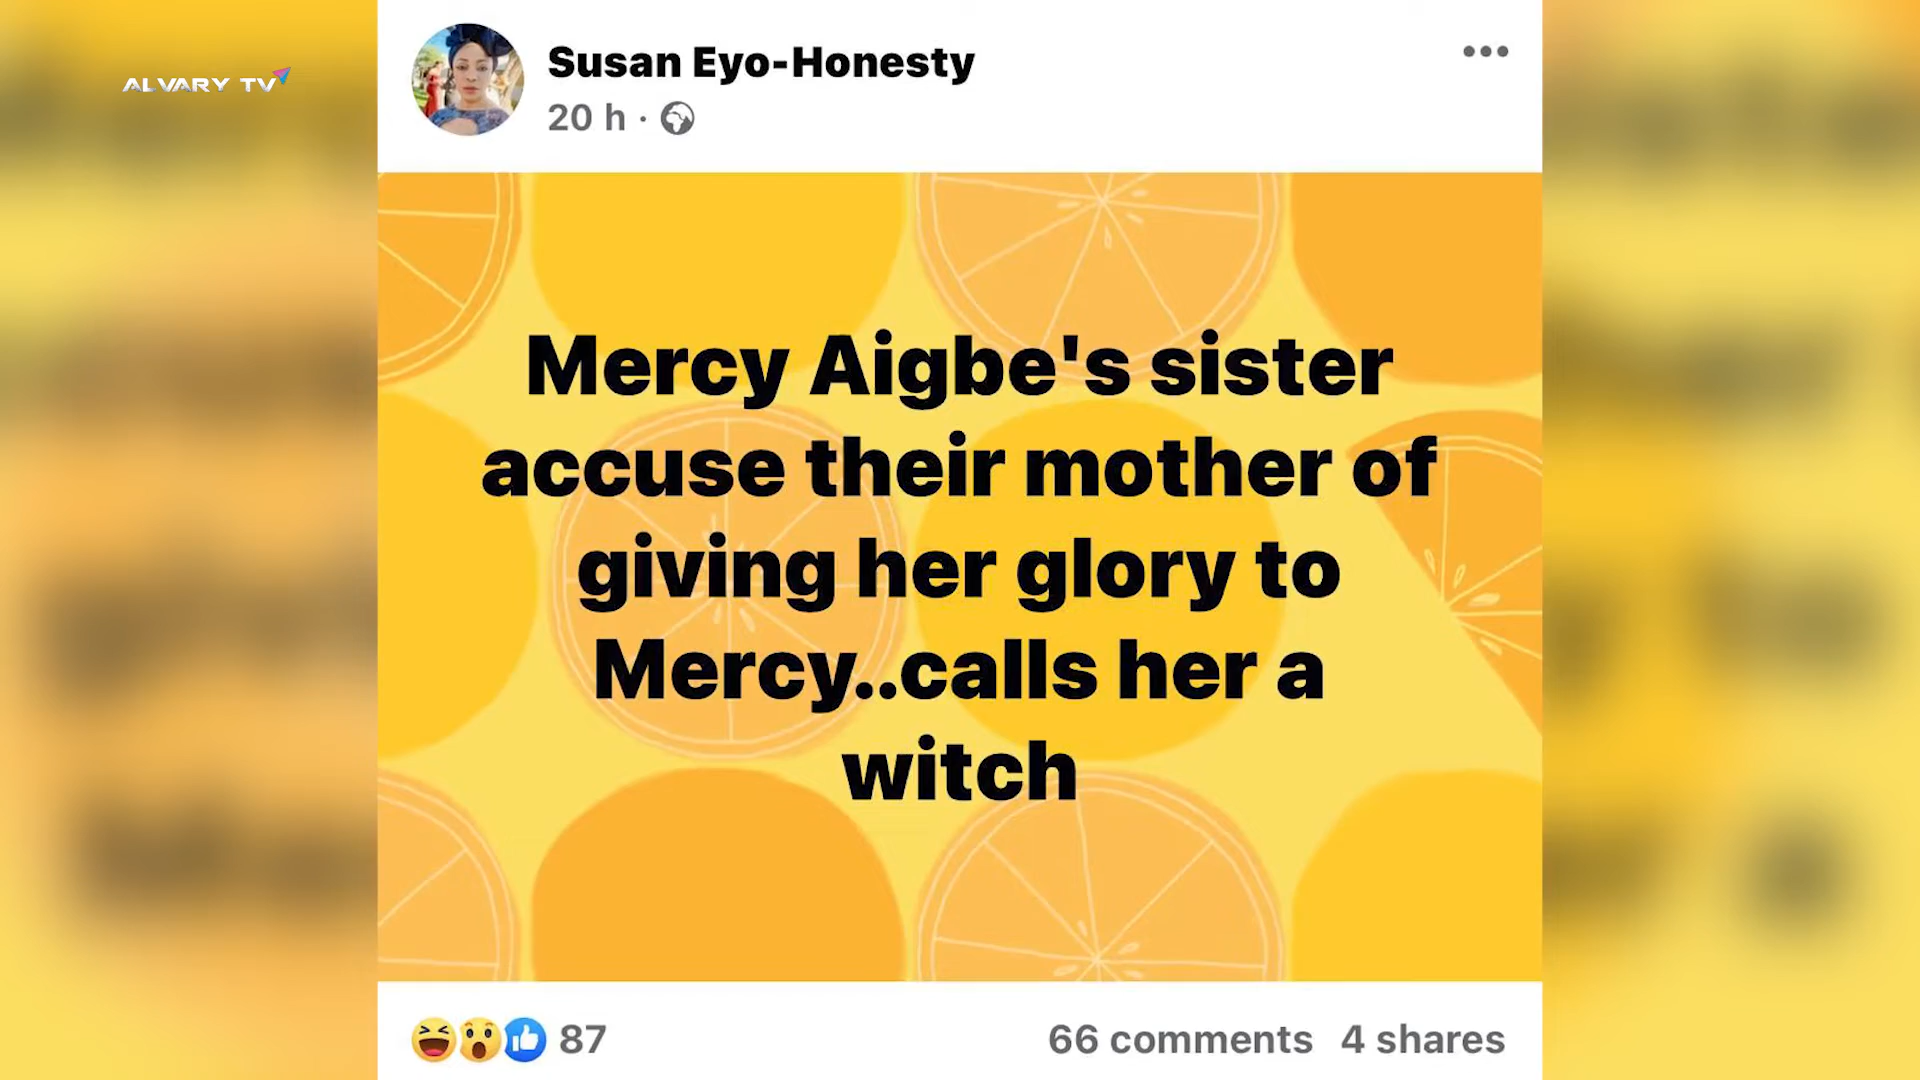 ALVARY TV
Susan Eyo-Honesty
20 h ·
Mercy Aigbe's sister
accuse their mother of
giving her glory to
Mercy..calls her a
witch
87
66 comments 4 shares